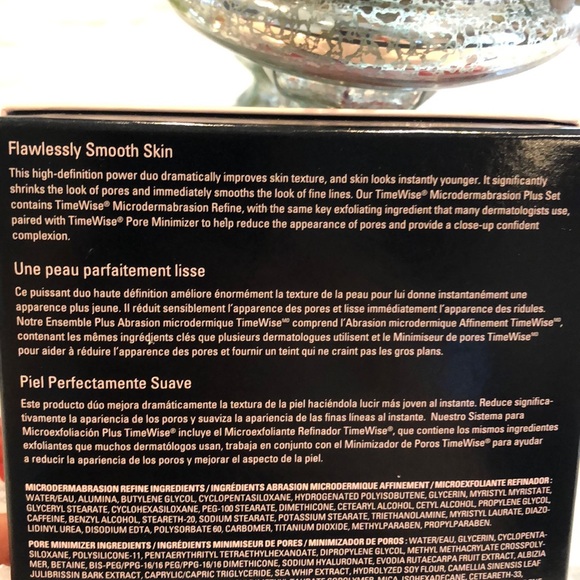 Flawlessly Smooth Skin
This high-definition power duo dramatically improves skin texture, and skin looks instantly younger. It significantly
shrinks the look of pores and immediately smooths the look of fine lines. Our TimeWise® Microdermabrasion Plus Set
contains TimeWise® Microdermabrasion Refine, with the same key exfoliating ingredient that many dermatologists use,
paired with TimeWise® Pore Minimizer to help reduce the appearance of pores and provide a close-up confident
complexion.
Une peau parfaitement lisse
Ce puissant duo haute définition améliore énormément la texture de la peau pour lui donne instantanément une
apparence plus jeune. Il réduit sensiblement l'apparence des pores et lisse immédiatement l'apparence des ridules.
Notre Ensemble Plus Abrasion microdermique TimeWise^MD comprend l'Abrasion microdermique Affinement TimeWise^MD,
contenant les mêmes ingrédients clés que plusieurs dermatologues utilisent et le Minimiseur de pores TimeWise^MD
pour aider à réduire l'apparence des pores et fournir un teint qui ne craint pas les gros plans.
Piel Perfectamente Suave
Este producto dúo mejora dramáticamente la textura de la piel haciéndola lucir más joven al instante. Reduce significa-
tivamente la apariencia de los poros y suaviza la apariencia de las finas líneas al instante. Nuestro Sistema para
Microexfoliación Plus TimeWise® incluye el Microexfoliante Refinador TimeWise®, que contiene los mismos ingredientes
exfoliantes que muchos dermatólogos usan, trabaja en conjunto con el Minimizador de Poros TimeWise® para ayudar
a reducir la apariencia de los poros y mejorar el aspecto de la piel.
MICRODERMABRASION REFINE INGREDIENTS / INGRÉDIENTS ABRASION MICRODERMIQUE AFFINEMENT / MICROEXFOLIANTE REFINADOR:
WATER/EAU, ALUMINA, BUTYLENE GLYCOL, CYCLOPENTASILOXANE, HYDROGENATED POLYISOBUTENE, GLYCERIN, MYRISTYL MYRISTATE,
GLYCERYL STEARATE, CYCLOHEXASILOXANE, PEG-100 STEARATE, DIMETHICONE, CETEARYL ALCOHOL, CETYL ALCOHOL, PROPYLENE GLYCOL,
CAFFEINE, BENZYL ALCOHOL, STEARETH-20, SODIUM STEARATE, POTASSIUM STEARATE, TRIETHANOLAMINE, MYRISTYL LAURATE, DIAZO-
LIDINYL UREA, DISODIUM EDTA, POLYSORBATE 60, CARBOMER, TITANIUM DIOXIDE, METHYLPARABEN, PROPYLPARABEN.
PORE MINIMIZER INGREDIENTS / INGRÉDIENTS MINIMISEUR DE PORES / MINIMIZADOR DE POROS: WATER/EAU, GLYCERIN, CYCLOPENTA-
SILOXANE, POLYSILICONE-11, PENTAERYTHRITYL TETRAETHYLHEXANOATE, DIPROPYLENE GLYCOL, METHYL METHACRYLATE CROSSPOLY-
MER, BETAINE, BIS-PEG/PPG-16/16 PEG/PPG-16/16 DIMETHICONE, SODIUM HYALURONATE, EVODIA RUTAECARPA FRUIT EXTRACT, ALBIZIA
JULIBRISSIN BARK EXTRACT, CAPRYLIC/CAPRIC TRIGLYCERIDE, SEA WHIP EXTRACT, HYDROLYZED SOY FLOUR, CAMELLIA SINENSIS LEAF